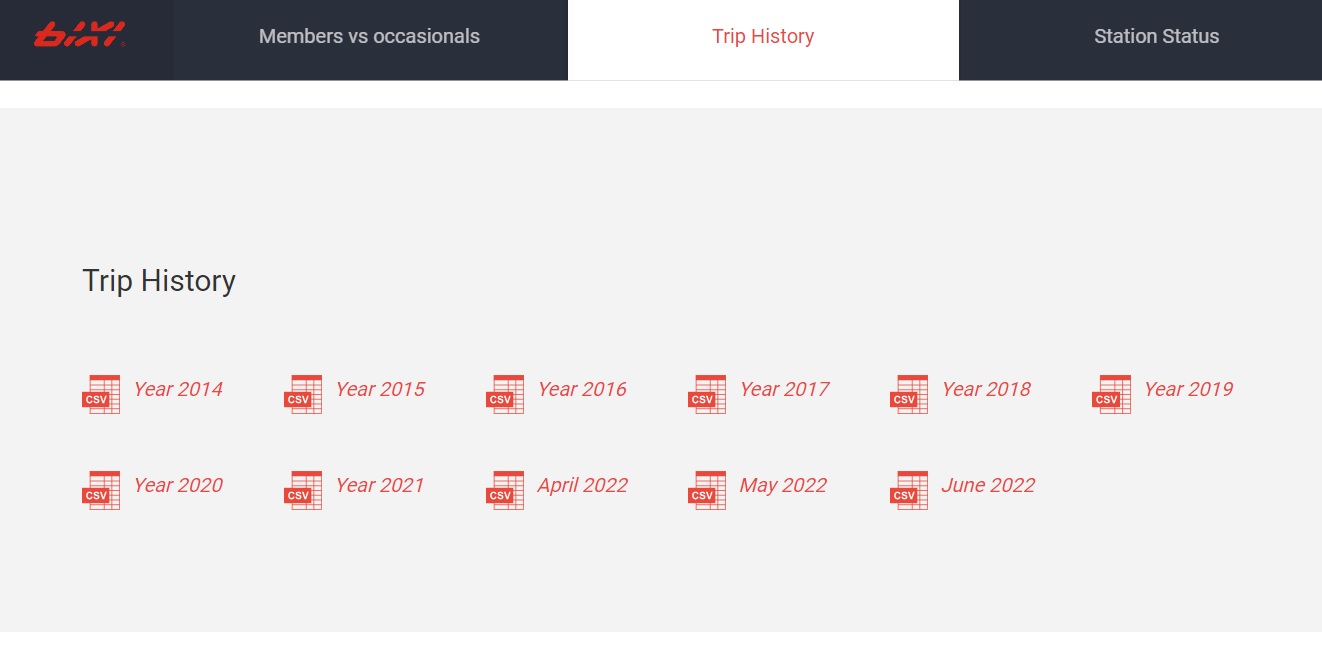 bixi
Members vs occasionals
Trip History
Station Status
Trip History
CSV Year 2014
CSV Year 2015
CSV Year 2016
CSV Year 2017
CSV Year 2018
CSV Year 2019
CSV Year 2020
CSV Year 2021
CSV April 2022
CSV May 2022
CSV June 2022